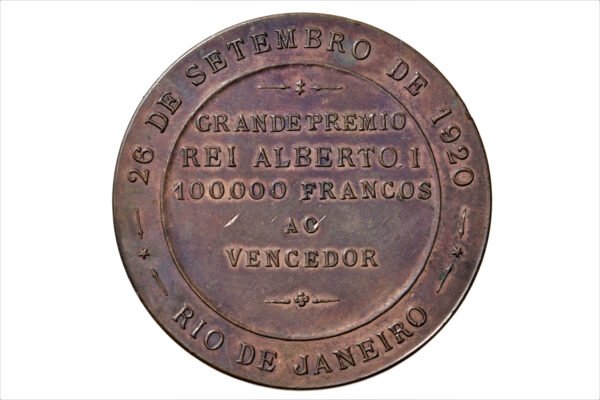 26 DE SETEMBRO DE 1920
GRANDE PREMIO
REI ALBERTO. I
100.000 FRANCOS
AO
VENCEDOR
RIO DE JANEIRO